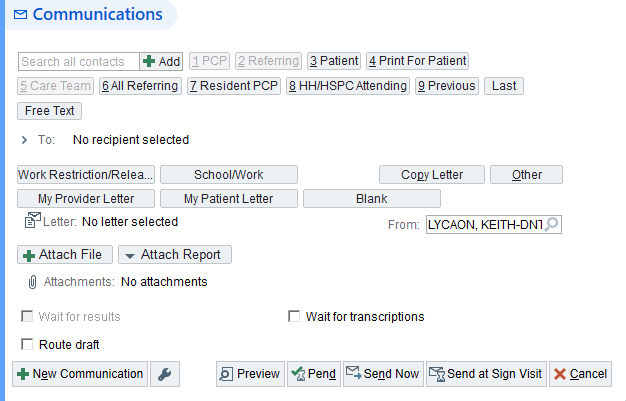 Communications
Search all contacts Add 1 PCP 2 Referring 3 Patient 4 Print For Patient
5 Care Team 6 All Referring 7 Resident PCP 8 HH/HSPC Attending 9 Previous Last
Free Text
To: No recipient selected
Work Restriction/Relea... School/Work Copy Letter Other
My Provider Letter My Patient Letter Blank
Letter: No letter selected From: LYCAON, KEITH-DNT
Attach File Attach Report
Attachments: No attachments
Wait for results Wait for transcriptions
Route draft
New Communication Preview Pend Send Now Send at Sign Visit Cancel